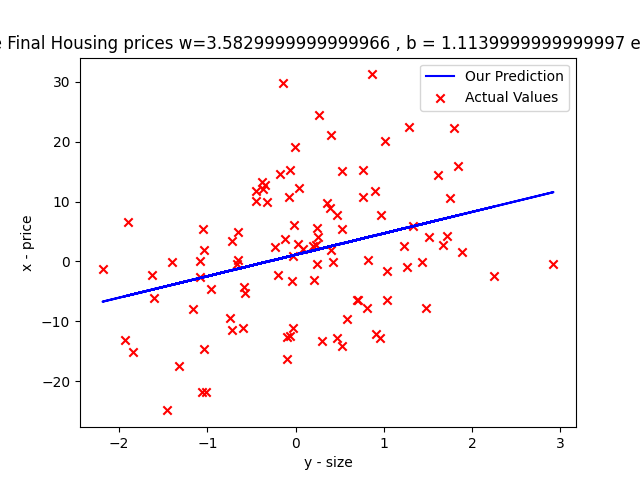 e Final Housing prices w=3.5829999999999966 , b = 1.1139999999999997 e
Our Prediction
Actual Values
x - price
30
20
10
0
−10
−20
−2 −1 0 1 2 3
y - size